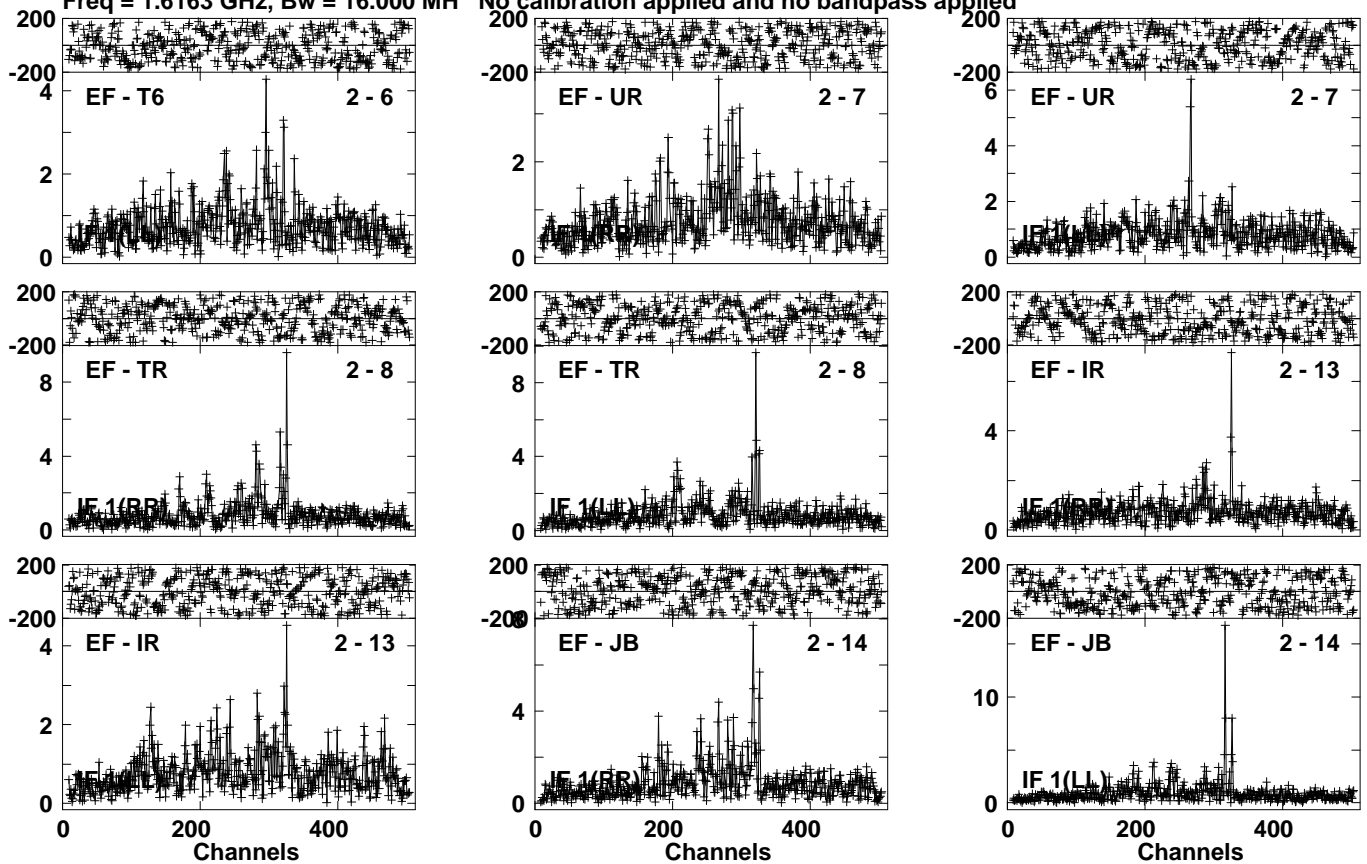 Freq = 1.6163 GHz, Bw = 16.000 MH No calibration applied and no bandpass applied
200 200 200
-200 -200 -200
EF - T6 2 - 6 EF - UR 2 - 7 EF - UR 2 - 7
4 6
2 2 4
2
0 0 0
200 200 200
-200 -200 -200
EF - TR 2 - 8 EF - TR 2 - 8 EF - IR 2 - 13
8 8
4 4 4
IF 1(RR) IF 1(LL) IF 1(RR)
0 0 0
200 200 200
-200 -200 -200
8
EF - IR 2 - 13 EF - JB 2 - 14 EF - JB 2 - 14
4
2 4 10
IF 1(RR) IF 1(LL)
0 0 0
0 200 400 0 200 400 0 200 400
Channels Channels Channels